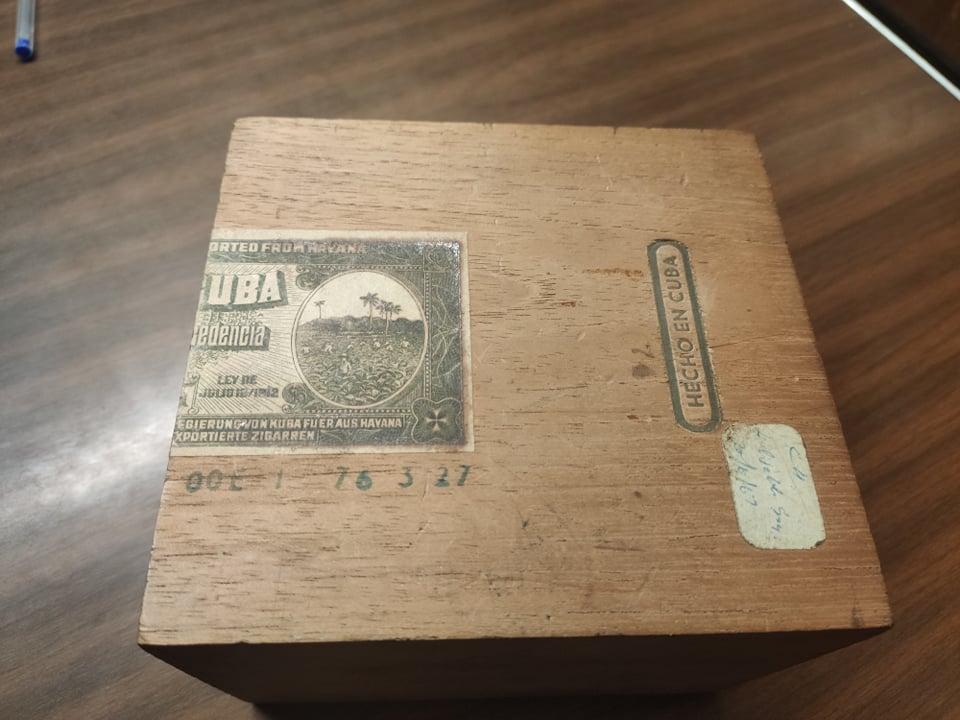 ORTED FROM HAVANA
UBA
edencia
LEY DE
JULIO 16/1912
EGIERUNG VON KUBA FUER AUS HAVANA
XPORTIERTE ZIGARREN
OOE 1 76 3 27
HECHO EN CUBA